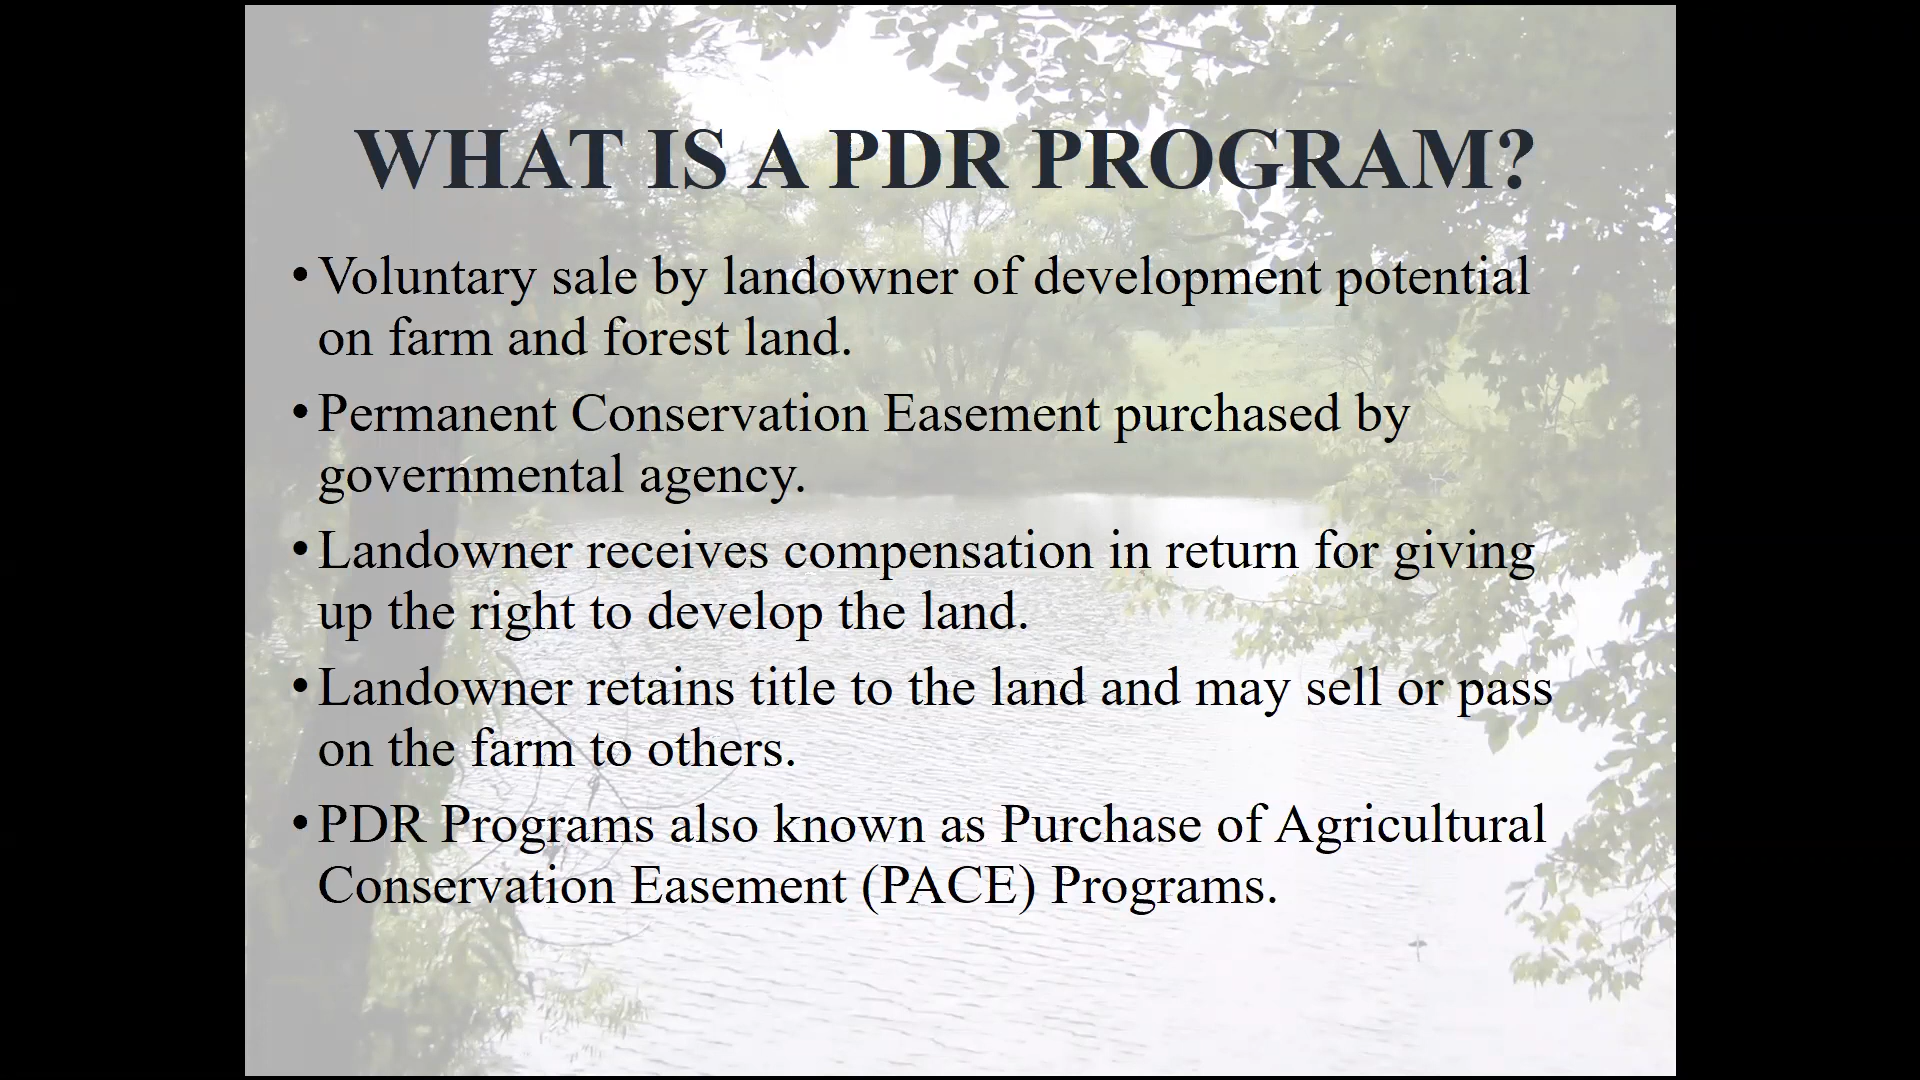 WHAT IS A PDR PROGRAM?
• Voluntary sale by landowner of development potential
on farm and forest land.
• Permanent Conservation Easement purchased by
governmental agency.
• Landowner receives compensation in return for giving
up the right to develop the land.
• Landowner retains title to the land and may sell or pass
on the farm to others.
• PDR Programs also known as Purchase of Agricultural
Conservation Easement (PACE) Programs.